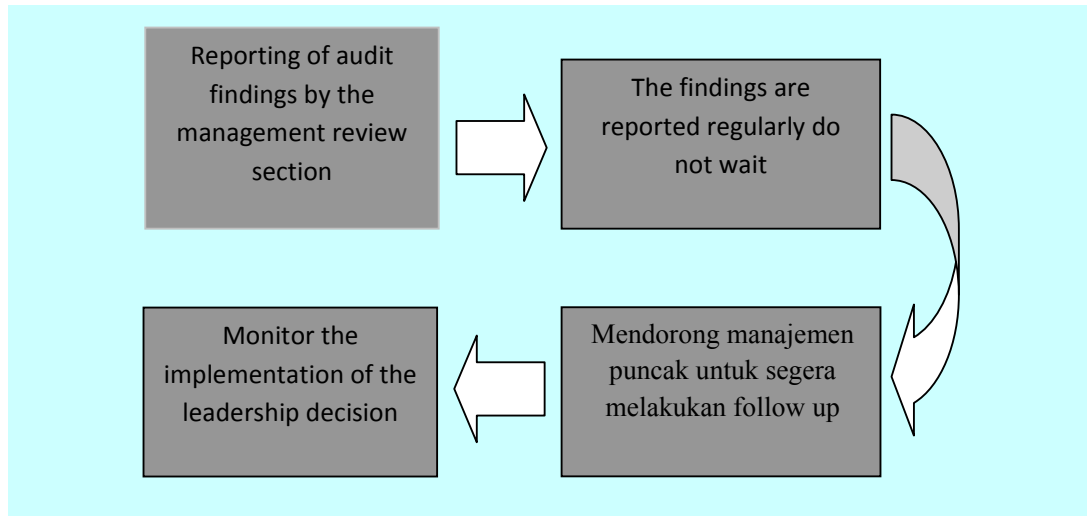 Reporting of audit
findings by the
management review
section
The findings are
reported regularly do
not wait
Mendorong manajemen
puncak untuk segera
melakukan follow up
Monitor the
implementation of the
leadership decision